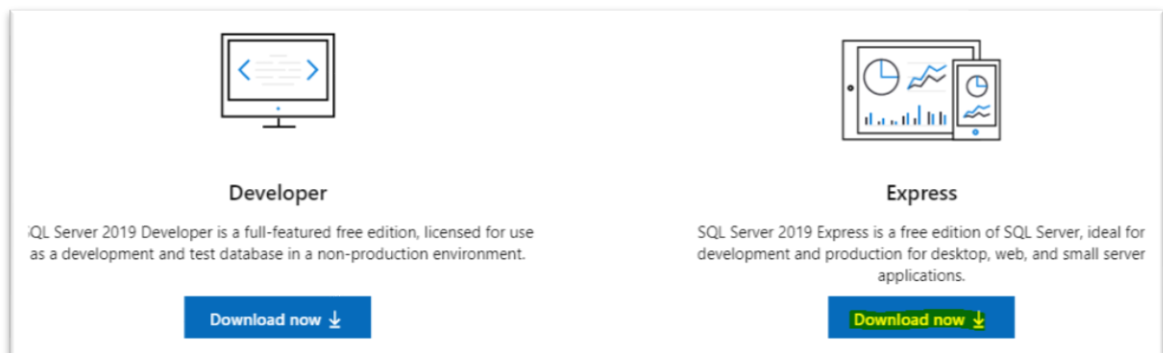 Developer
QL Server 2019 Developer is a full-featured free edition, licensed for use
as a development and test database in a non-production environment.
Download now
Express
SQL Server 2019 Express is a free edition of SQL Server, ideal for
development and production for desktop, web, and small server
applications.
Download now